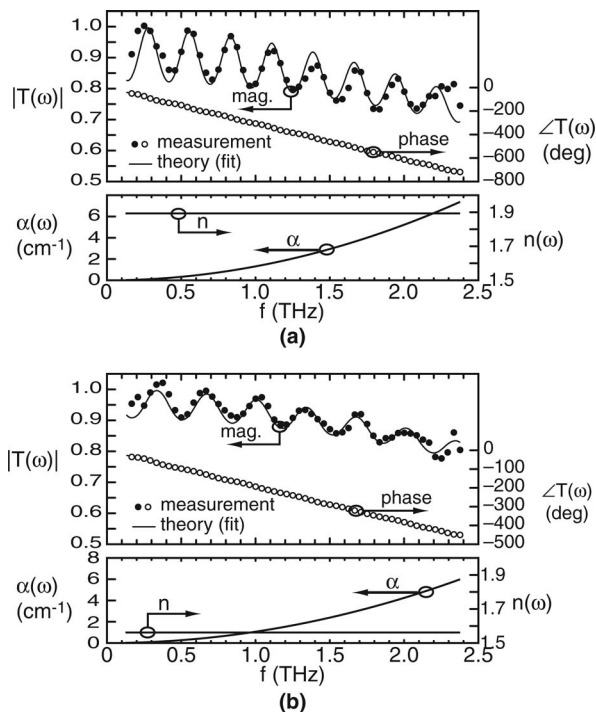 1.0
0.9
0.8
0.7
0.6
0.5
|T(ω)|
0
−200
−400
−600
−800
∠T(ω)
(deg)
mag.
phase
measurement
theory (fit)
6
4
2
0
α(ω)
(cm-1)
n
α
1.9
1.7
1.5
n(ω)
0.5
1.0
1.5
2.0
2.5
f (THz)
(a)
1.0
0.9
0.8
0.7
0.6
0.5
|T(ω)|
0
−100
−200
−300
−400
−500
∠T(ω)
(deg)
mag.
phase
measurement
theory (fit)
8
6
4
2
0
α(ω)
(cm-1)
n
α
1.9
1.7
1.5
n(ω)
0.5
1.0
1.5
2.0
2.5
f (THz)
(b)